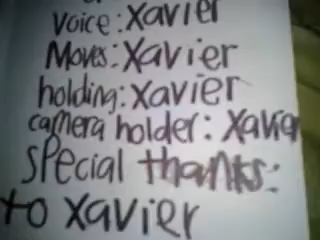 Voice: Xavier
Moves: Xavier
holding: Xavier
camera holder: Xavier
special thanks:
to Xavier